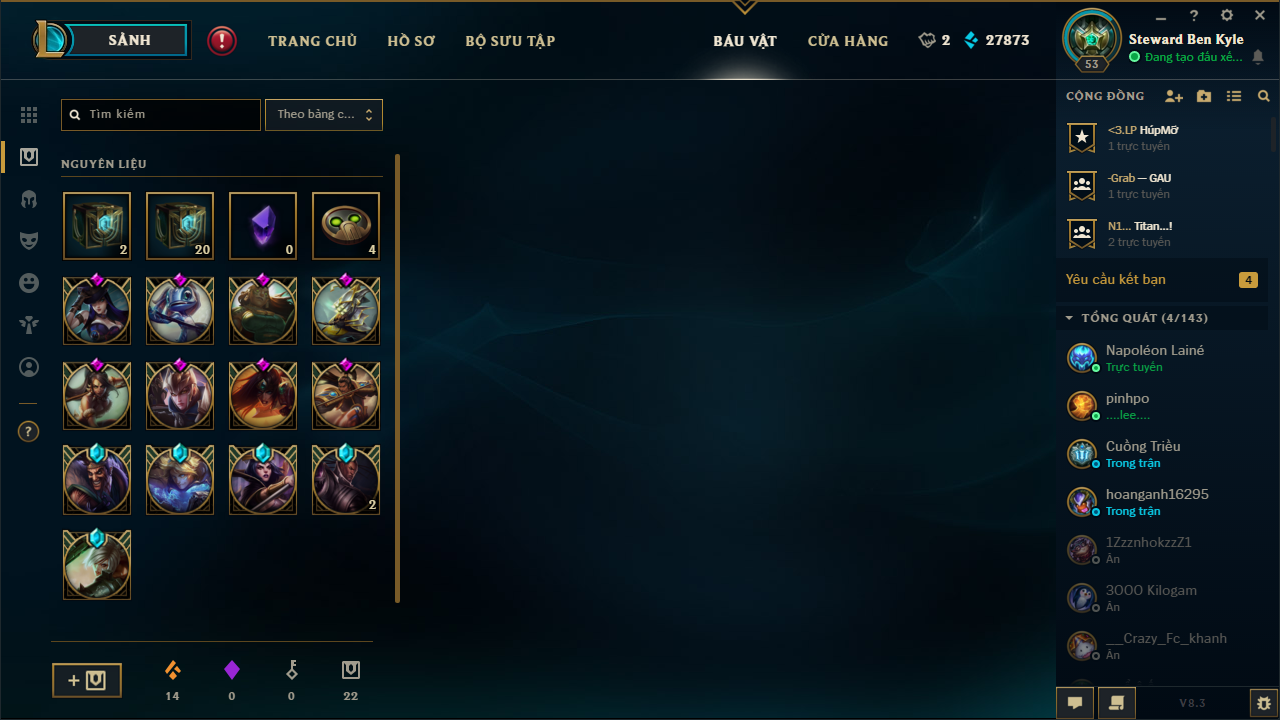 SẢNH
TRANG CHỦ
HỒ SƠ
BỘ SƯU TẬP
BÁU VẬT
CỬA HÀNG
2
27873
53
Steward Ben Kyle
Đang tạo đấu xế...
Tìm kiếm
Theo bảng c...
NGUYÊN LIỆU
2
20
0
4
2
14
0
0
22
CỘNG ĐỒNG
<3.LP HúpMỡ
1 trực tuyến
-Grab — GAU
1 trực tuyến
N1... Titan...!
2 trực tuyến
Yêu cầu kết bạn
4
TỔNG QUÁT (4/143)
Napoléon Lainé
Trực tuyến
pinhpo
....lee....
Cuồng Triều
Trong trận
hoanganh16295
Trong trận
1ZzznhokzzZ1
Ẩn
3000 Kilogam
Ẩn
__Crazy_Fc_khanh
Ẩn
V8.3